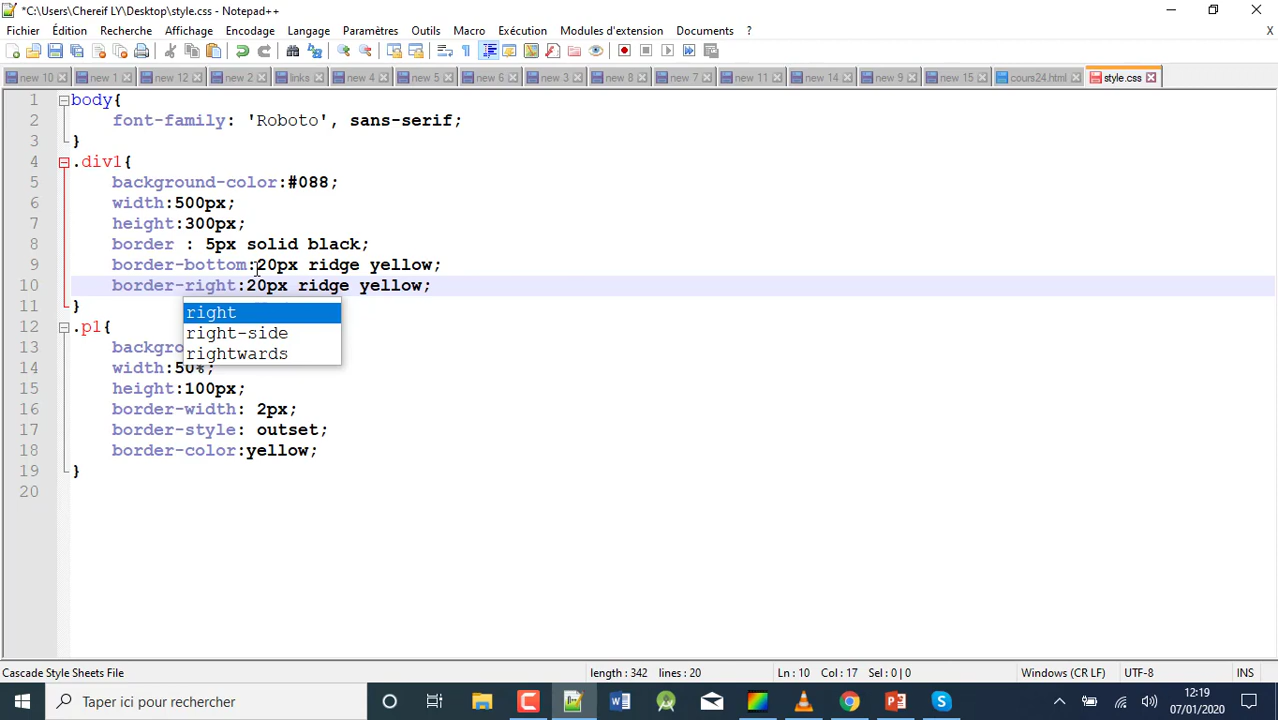 *C:\Users\Chereif LY\Desktop\style.css - Notepad++
Fichier Édition Recherche Affichage Encodage Langage Paramètres Outils Macro Exécution Modules d'extension Documents ? X
new 10 new 1 new 12 new 2 links new 4 new 5 new 6 new 3 new 8 new 7 new 11 new 14 new 9 new 15 cours24.html style.css
1 body{
2 font-family: 'Roboto', sans-serif;
3 }
4 .div1{
5 background-color:#088;
6 width:500px;
7 height:300px;
8 border : 5px solid black;
9 border-bottom:20px ridge yellow;
10 border-right:20px ridge yellow;
11 }
right
12 .p1{
right-side
13 backgro
rightwards
14 width:50%;
15 height:100px;
16 border-width: 2px;
17 border-style: outset;
18 border-color:yellow;
19 }
20
Cascade Style Sheets File length : 342 lines : 20 Ln : 10 Col : 17 Sel : 0 | 0 Windows (CR LF) UTF-8 INS
Taper ici pour rechercher
12:19
07/01/2020